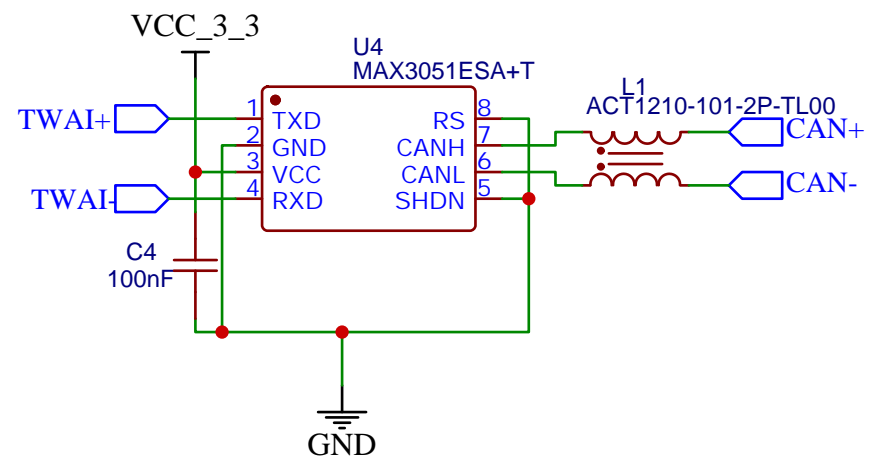 VCC_3_3
U4
MAX3051ESA+T
L1
ACT1210-101-2P-TL00
TWAI+
1
TXD
RS
8
CAN+
2
GND
CANH
7
3
VCC
CANL
6
TWAI-
4
RXD
SHDN
5
CAN-
C4
100nF
GND